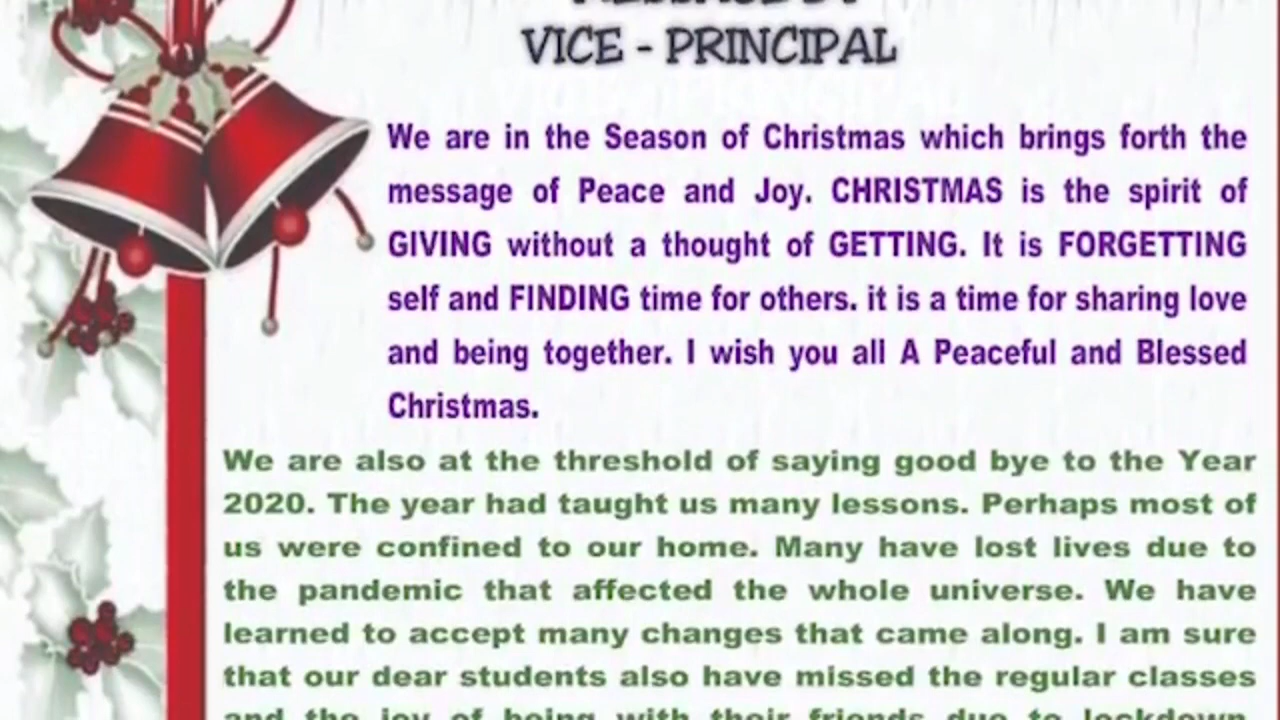 VICE - PRINCIPAL
We are in the Season of Christmas which brings forth the
message of Peace and Joy. CHRISTMAS is the spirit of
GIVING without a thought of GETTING. It is FORGETTING
self and FINDING time for others. it is a time for sharing love
and being together. I wish you all A Peaceful and Blessed
Christmas.
We are also at the threshold of saying good bye to the Year
2020. The year had taught us many lessons. Perhaps most of
us were confined to our home. Many have lost lives due to
the pandemic that affected the whole universe. We have
learned to accept many changes that came along. I am sure
that our dear students also have missed the regular classes
and the joy of being with their friends due to lockdown.